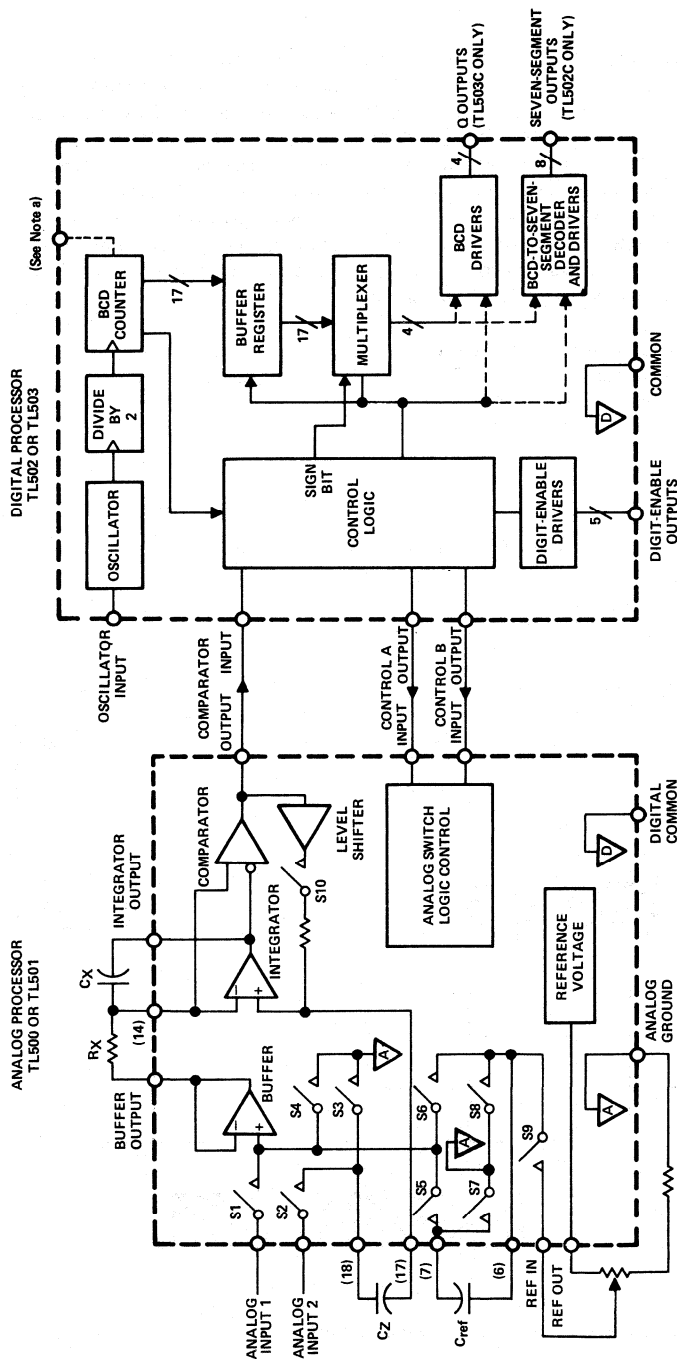 ANALOG PROCESSOR
TL500 OR TL501
DIGITAL PROCESSOR
TL502 OR TL503
RX
CX
(14)
BUFFER OUTPUT
INTEGRATOR
OUTPUT
OSCILLATOR
INPUT
(See Note a)
COMPARATOR
OUTPUT
INPUT
CONTROL A
INPUT
OUTPUT
CONTROL B
INPUT
OUTPUT
ANALOG
INPUT 1
ANALOG
INPUT 2
(18)
CZ
(17)
(7)
Cref
(6)
REF IN
REF OUT
S1
S2
BUFFER
-
+
S4
S3
A
S5
S6
A
S7
S8
S9
-
+
INTEGRATOR
COMPARATOR
S10
LEVEL
SHIFTER
ANALOG SWITCH
LOGIC CONTROL
REFERENCE
VOLTAGE
A
ANALOG
GROUND
D
DIGITAL
COMMON
OSCILLATOR
DIVIDE
BY
2
BCD
COUNTER
17
BUFFER
REGISTER
17
MULTIPLEXER
4
SIGN
BIT
CONTROL
LOGIC
BCD
DRIVERS
4
Q OUTPUTS
(TL503C ONLY)
BCD-TO-SEVEN-
SEGMENT
DECODER
AND DRIVERS
8
SEVEN-SEGMENT
OUTPUTS
(TL502C ONLY)
DIGIT-ENABLE
DRIVERS
5
DIGIT-ENABLE
OUTPUTS
D
COMMON